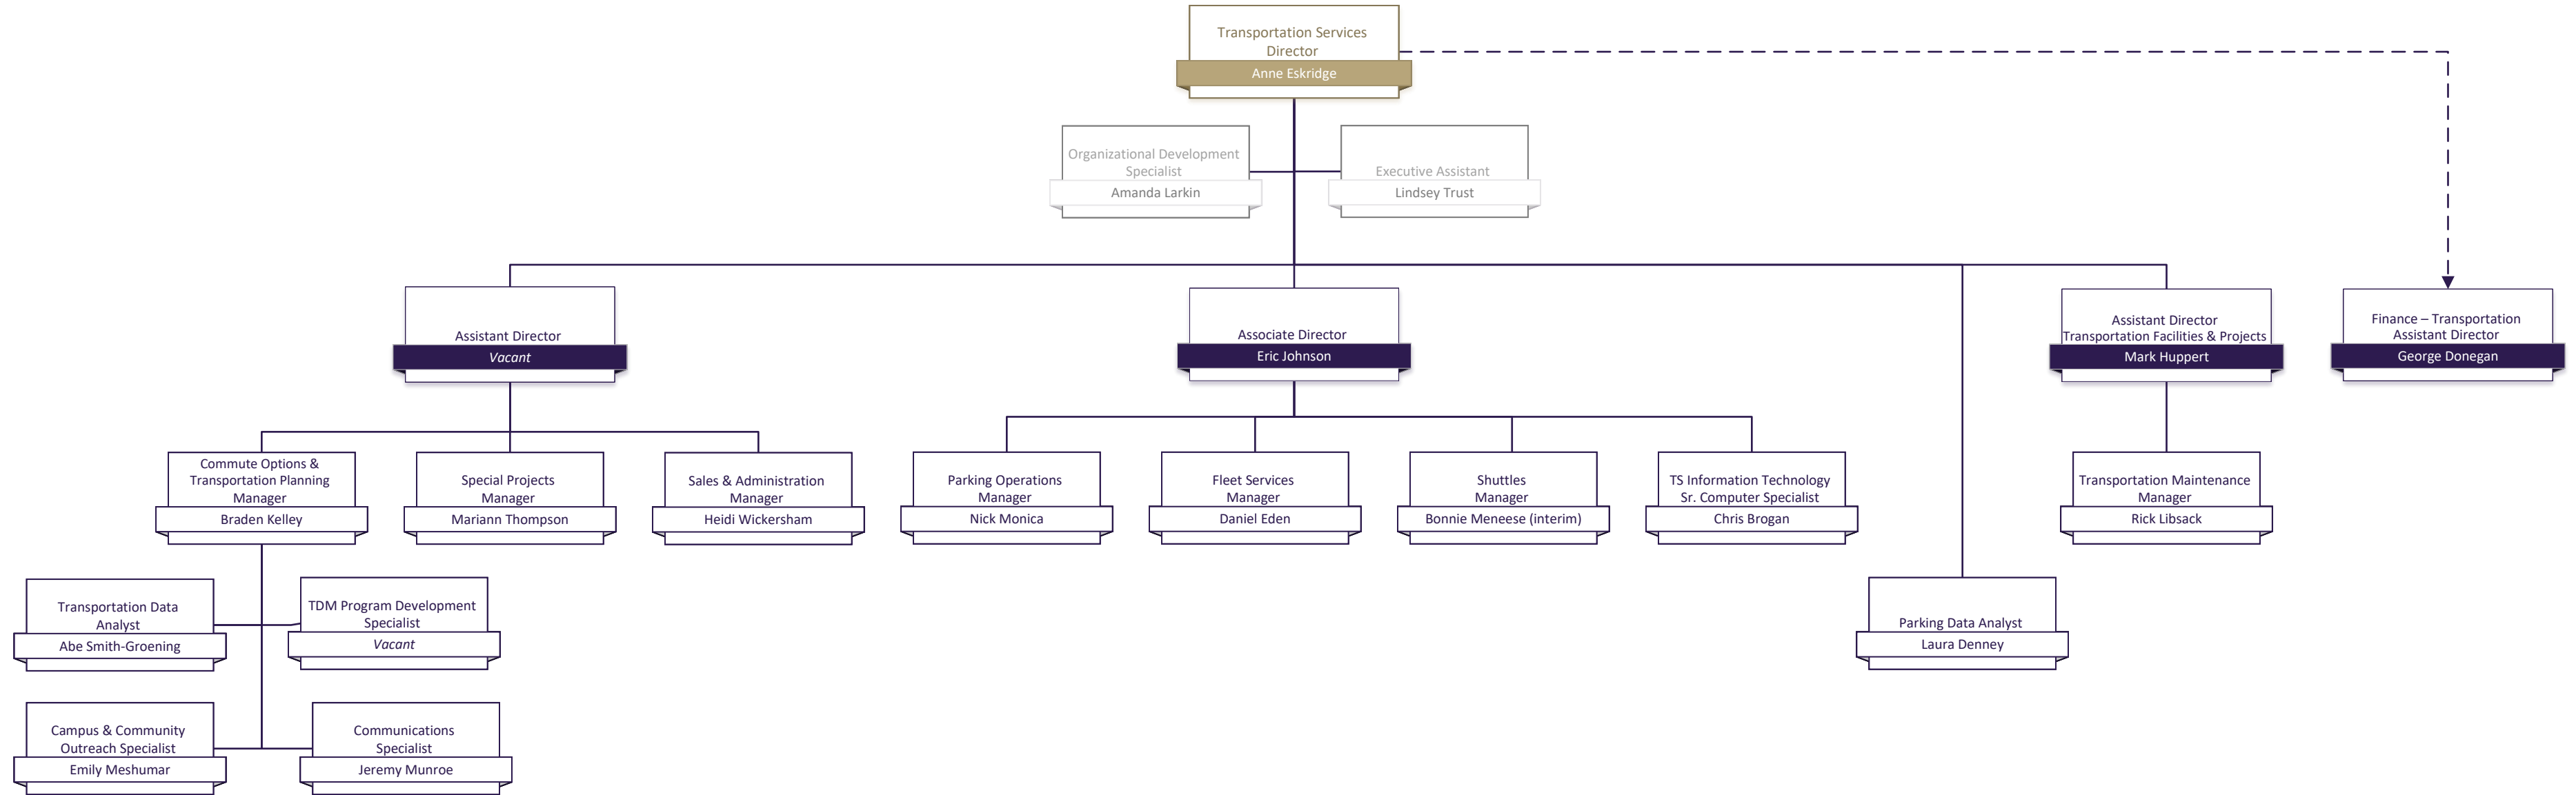 Transportation Services
Director
Anne Eskridge
Organizational Development
Specialist
Amanda Larkin
Executive Assistant
Lindsey Trust
Assistant Director
Vacant
Associate Director
Eric Johnson
Assistant Director
Transportation Facilities & Projects
Mark Huppert
Finance – Transportation
Assistant Director
George Donegan
Commute Options &
Transportation Planning
Manager
Braden Kelley
Special Projects
Manager
Mariann Thompson
Sales & Administration
Manager
Heidi Wickersham
Parking Operations
Manager
Nick Monica
Fleet Services
Manager
Daniel Eden
Shuttles
Manager
Bonnie Meneese (interim)
TS Information Technology
Sr. Computer Specialist
Chris Brogan
Transportation Maintenance
Manager
Rick Libsack
Transportation Data
Analyst
Abe Smith-Groening
TDM Program Development
Specialist
Vacant
Parking Data Analyst
Laura Denney
Campus & Community
Outreach Specialist
Emily Meshumar
Communications
Specialist
Jeremy Munroe